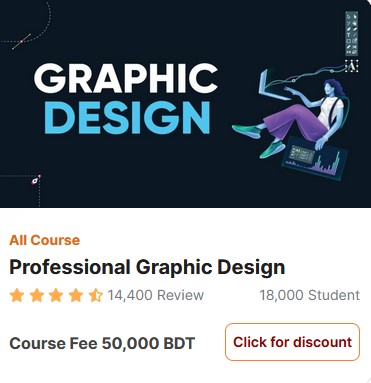 GRAPHIC
DESIGN
All Course
Professional Graphic Design
14,400 Review 18,000 Student
Course Fee 50,000 BDT Click for discount